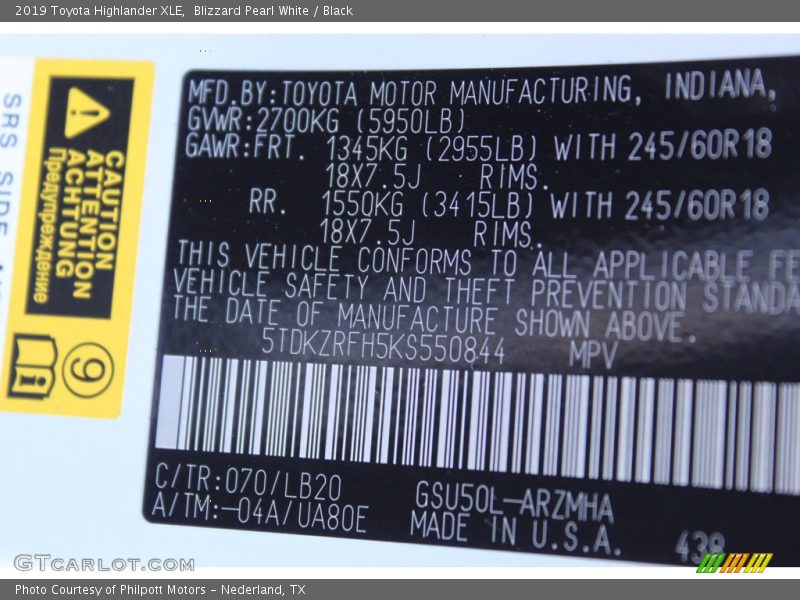 2019 Toyota Highlander XLE, Blizzard Pearl White / Black
SRS SIDE
CAUTION
ATTENTION
ACHTUNG
Предупреждение
9
MFD.BY:TOYOTA MOTOR MANUFACTURING, INDIANA,
GVWR:2700KG (5950LB)
GAWR:FRT. 1345KG (2955LB) WITH 245/60R18
18X7.5J RIMS.
RR. 1550KG (3415LB) WITH 245/60R18
18X7.5J RIMS.
THIS VEHICLE CONFORMS TO ALL APPLICABLE FE
VEHICLE SAFETY AND THEFT PREVENTION STANDA
THE DATE OF MANUFACTURE SHOWN ABOVE.
5TDKZRFH5KS550844 MPV
C/TR:070/LB20
A/TM:-04A/UA80E
GSU50L-ARZMHA
MADE IN U.S.A.
438
GTCARLOT.COM
Photo Courtesy of Philpott Motors - Nederland, TX